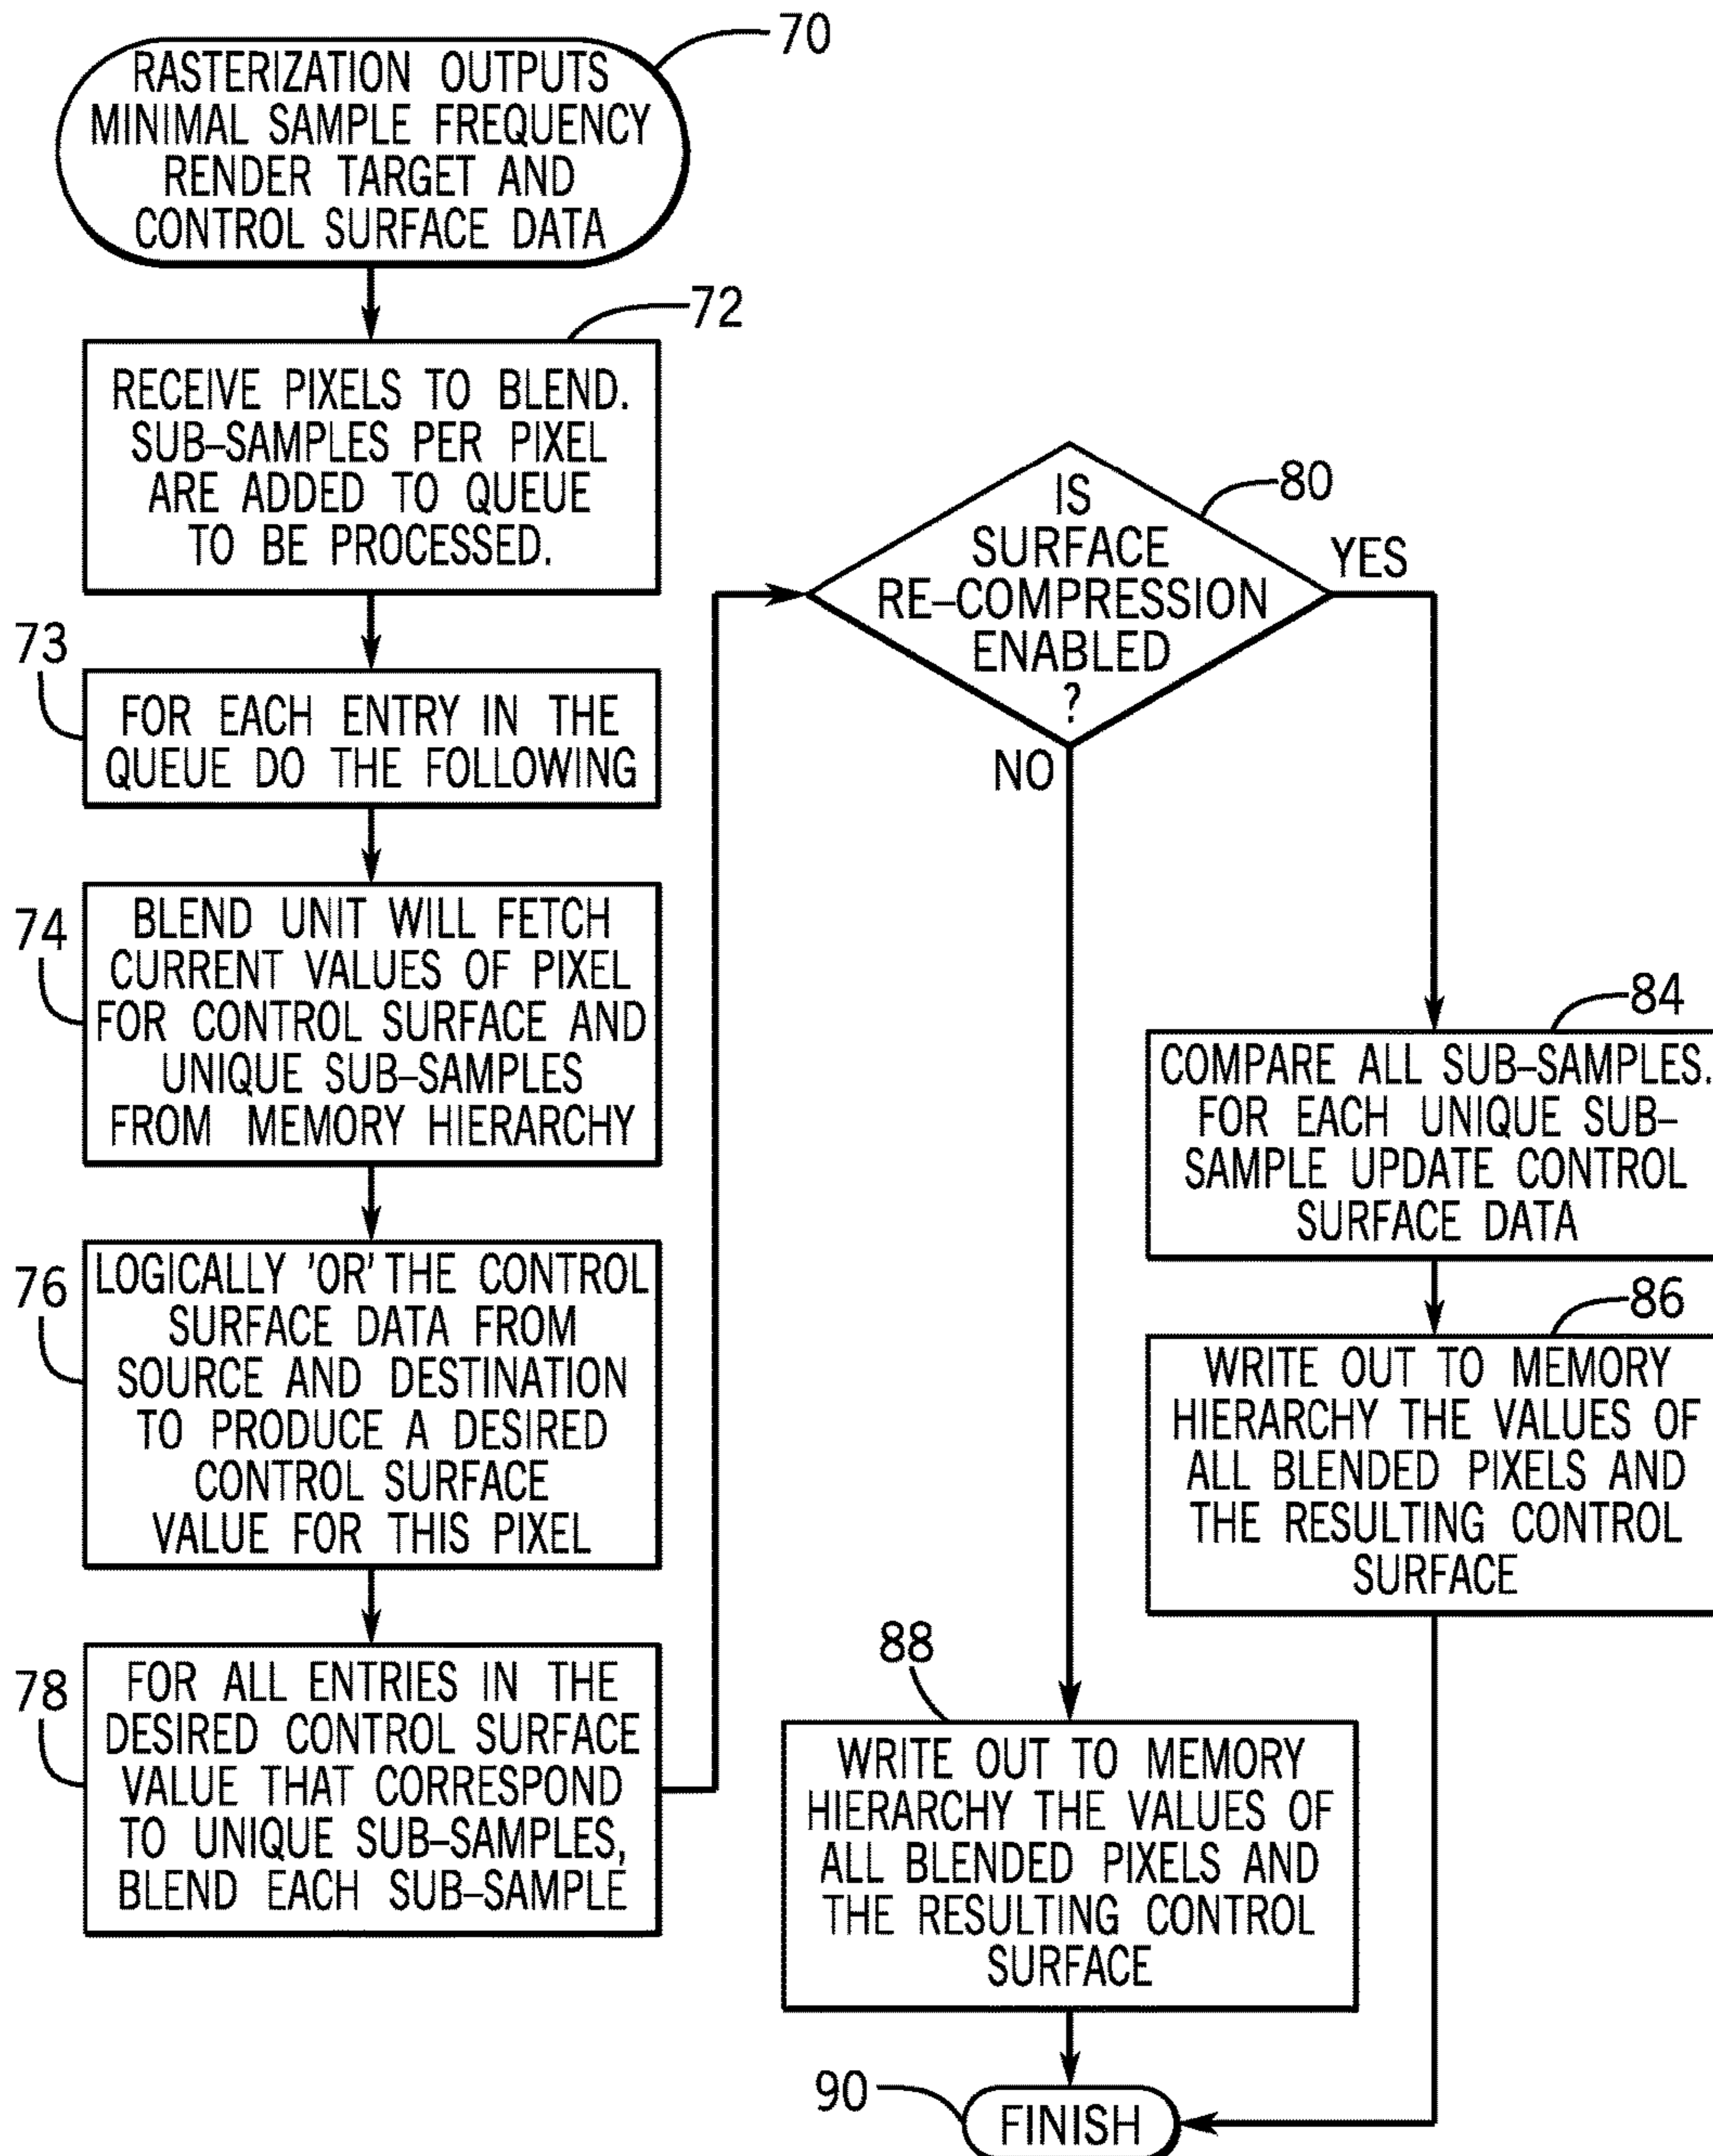 70
RASTERIZATION OUTPUTS
MINIMAL SAMPLE FREQUENCY
RENDER TARGET AND
CONTROL SURFACE DATA
72
RECEIVE PIXELS TO BLEND.
SUB–SAMPLES PER PIXEL
ARE ADDED TO QUEUE
TO BE PROCESSED.
73
FOR EACH ENTRY IN THE
QUEUE DO THE FOLLOWING
74
BLEND UNIT WILL FETCH
CURRENT VALUES OF PIXEL
FOR CONTROL SURFACE AND
UNIQUE SUB–SAMPLES
FROM MEMORY HIERARCHY
76
LOGICALLY 'OR' THE CONTROL
SURFACE DATA FROM
SOURCE AND DESTINATION
TO PRODUCE A DESIRED
CONTROL SURFACE
VALUE FOR THIS PIXEL
78
FOR ALL ENTRIES IN THE
DESIRED CONTROL SURFACE
VALUE THAT CORRESPOND
TO UNIQUE SUB–SAMPLES,
BLEND EACH SUB–SAMPLE
80
IS
SURFACE
RE–COMPRESSION
ENABLED
?
YES
NO
84
COMPARE ALL SUB–SAMPLES.
FOR EACH UNIQUE SUB–
SAMPLE UPDATE CONTROL
SURFACE DATA
86
WRITE OUT TO MEMORY
HIERARCHY THE VALUES OF
ALL BLENDED PIXELS AND
THE RESULTING CONTROL
SURFACE
88
WRITE OUT TO MEMORY
HIERARCHY THE VALUES OF
ALL BLENDED PIXELS AND
THE RESULTING CONTROL
SURFACE
90
FINISH